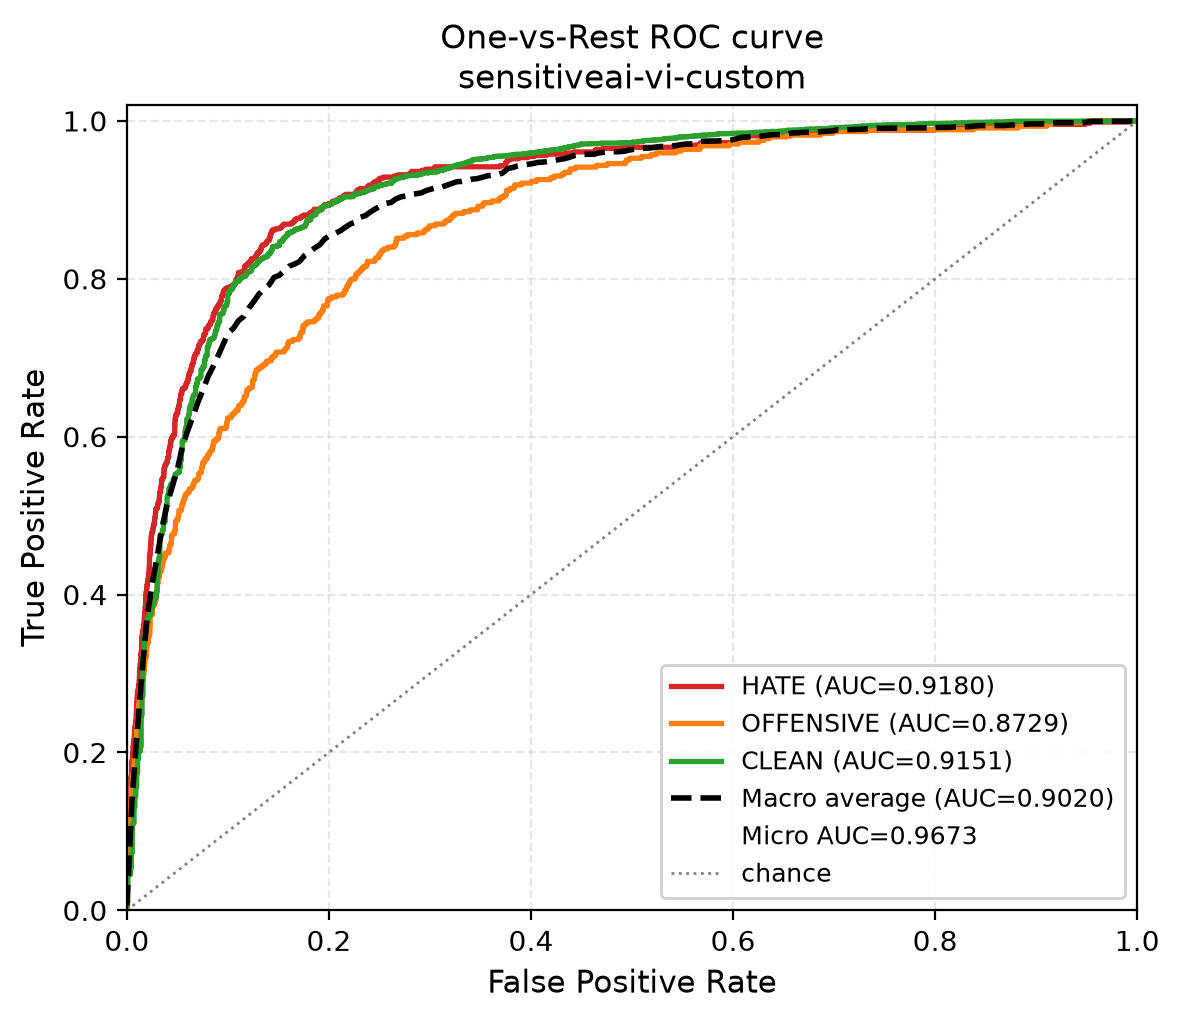 One-vs-Rest ROC curve
sensitiveai-vi-custom
True Positive Rate
1.0
0.8
0.6
0.4
0.2
0.0
HATE (AUC=0.9180)
OFFENSIVE (AUC=0.8729)
CLEAN (AUC=0.9151)
Macro average (AUC=0.9020)
Micro AUC=0.9673
chance
0.0 0.2 0.4 0.6 0.8 1.0
False Positive Rate